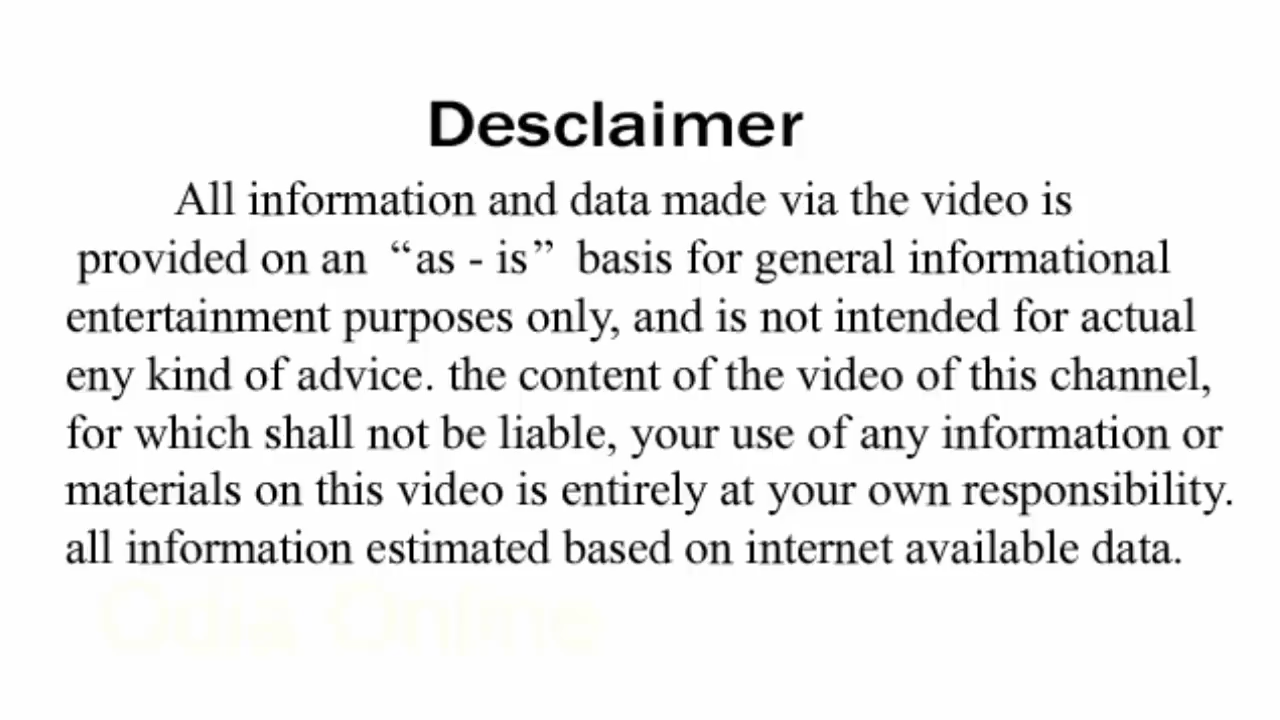 Desclaimer
All information and data made via the video is
provided on an “as - is” basis for general informational
entertainment purposes only, and is not intended for actual
eny kind of advice. the content of the video of this channel,
for which shall not be liable, your use of any information or
materials on this video is entirely at your own responsibility.
all information estimated based on internet available data.
Odia Online